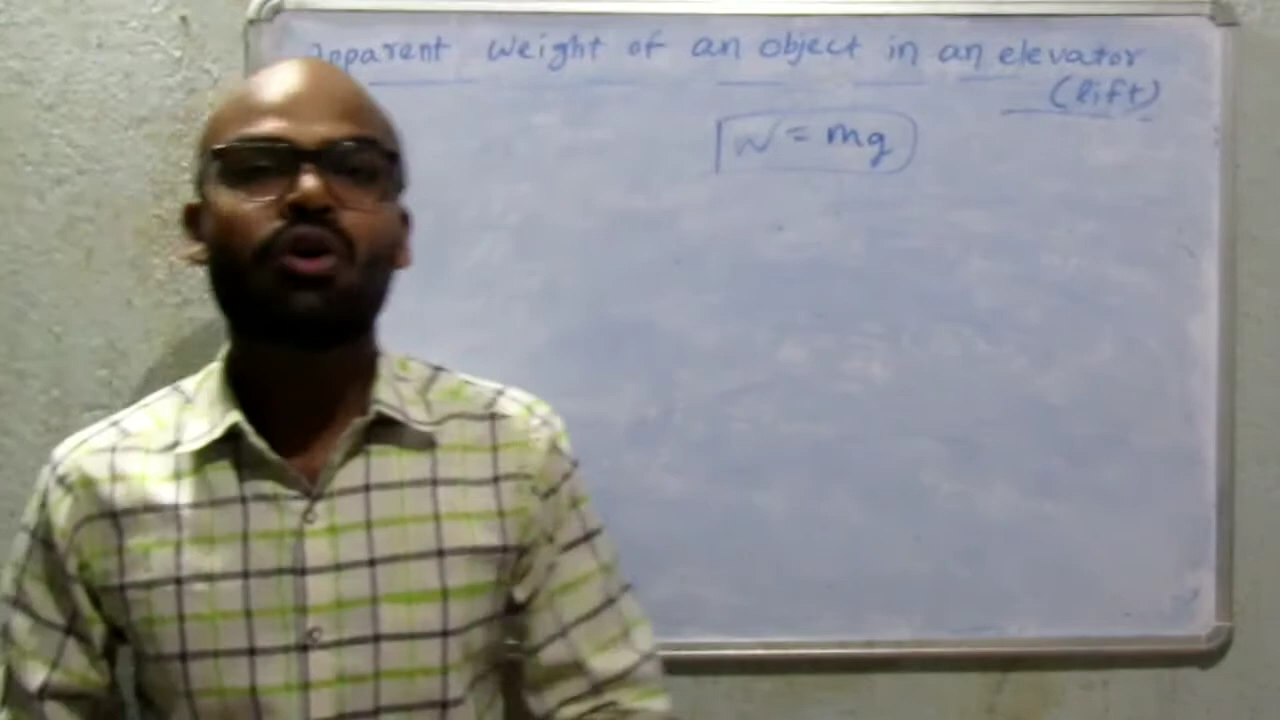 apparent weight of an object in an elevator
(lift)
W = mg